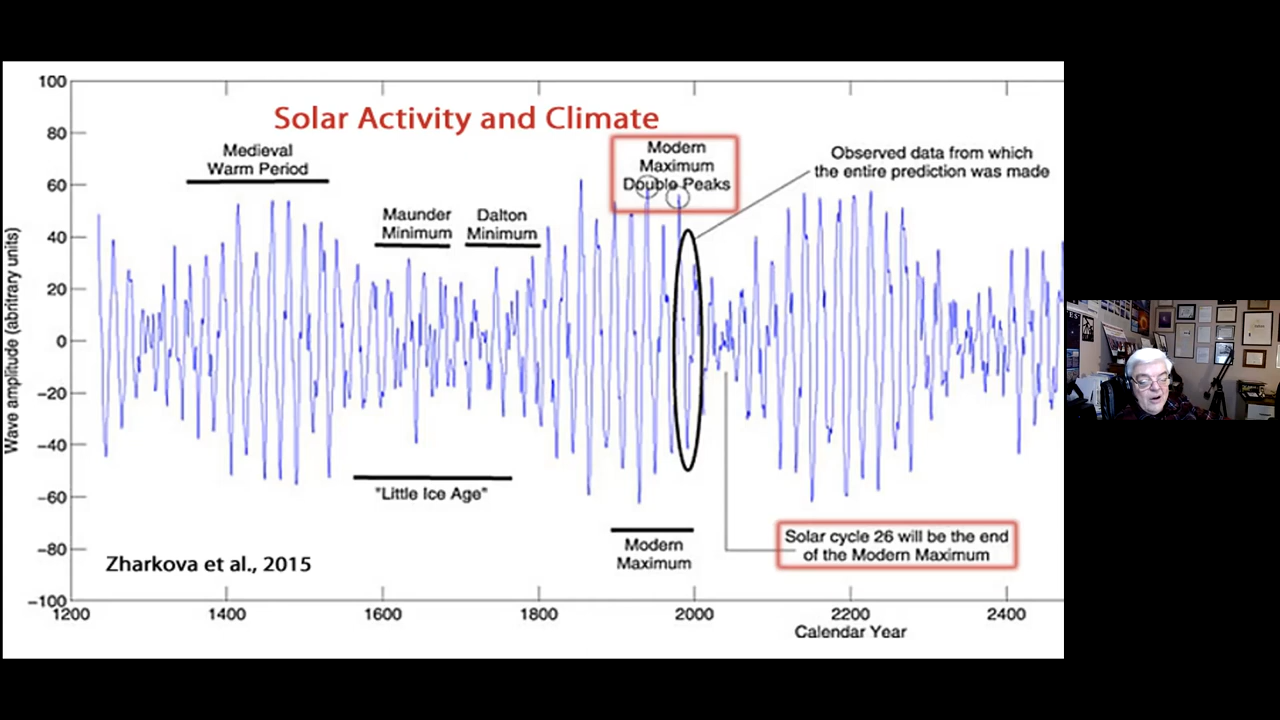 Solar Activity and Climate
Medieval
Warm Period
Maunder
Minimum
Dalton
Minimum
Modern
Maximum
Double Peaks
Observed data from which
the entire prediction was made
"Little Ice Age"
Modern
Maximum
Solar cycle 26 will be the end
of the Modern Maximum
Zharkova et al., 2015
Wave amplitude (abritrary units)
100
80
60
40
20
0
−20
−40
−60
−80
−100
1200 1400 1600 1800 2000 2200 2400
Calendar Year